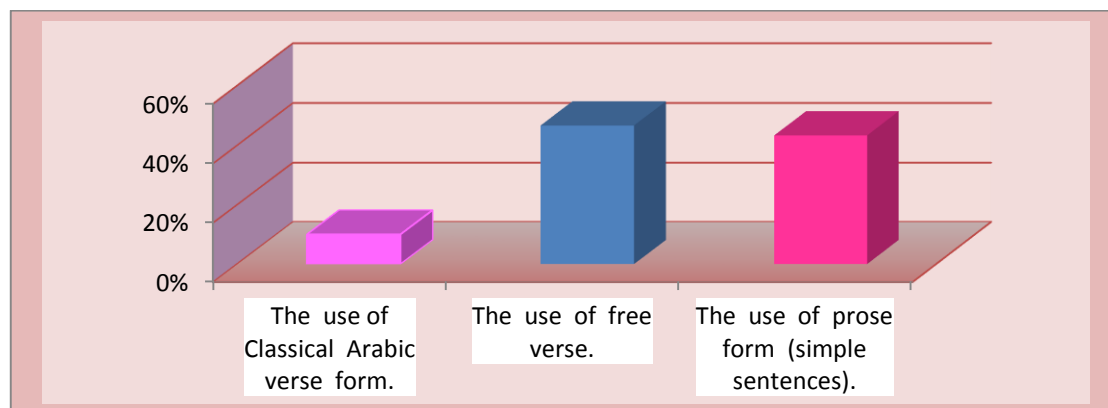 60%
40%
20%
0%
The use of
Classical Arabic
verse form.
The use of free
verse.
The use of prose
form (simple
sentences).